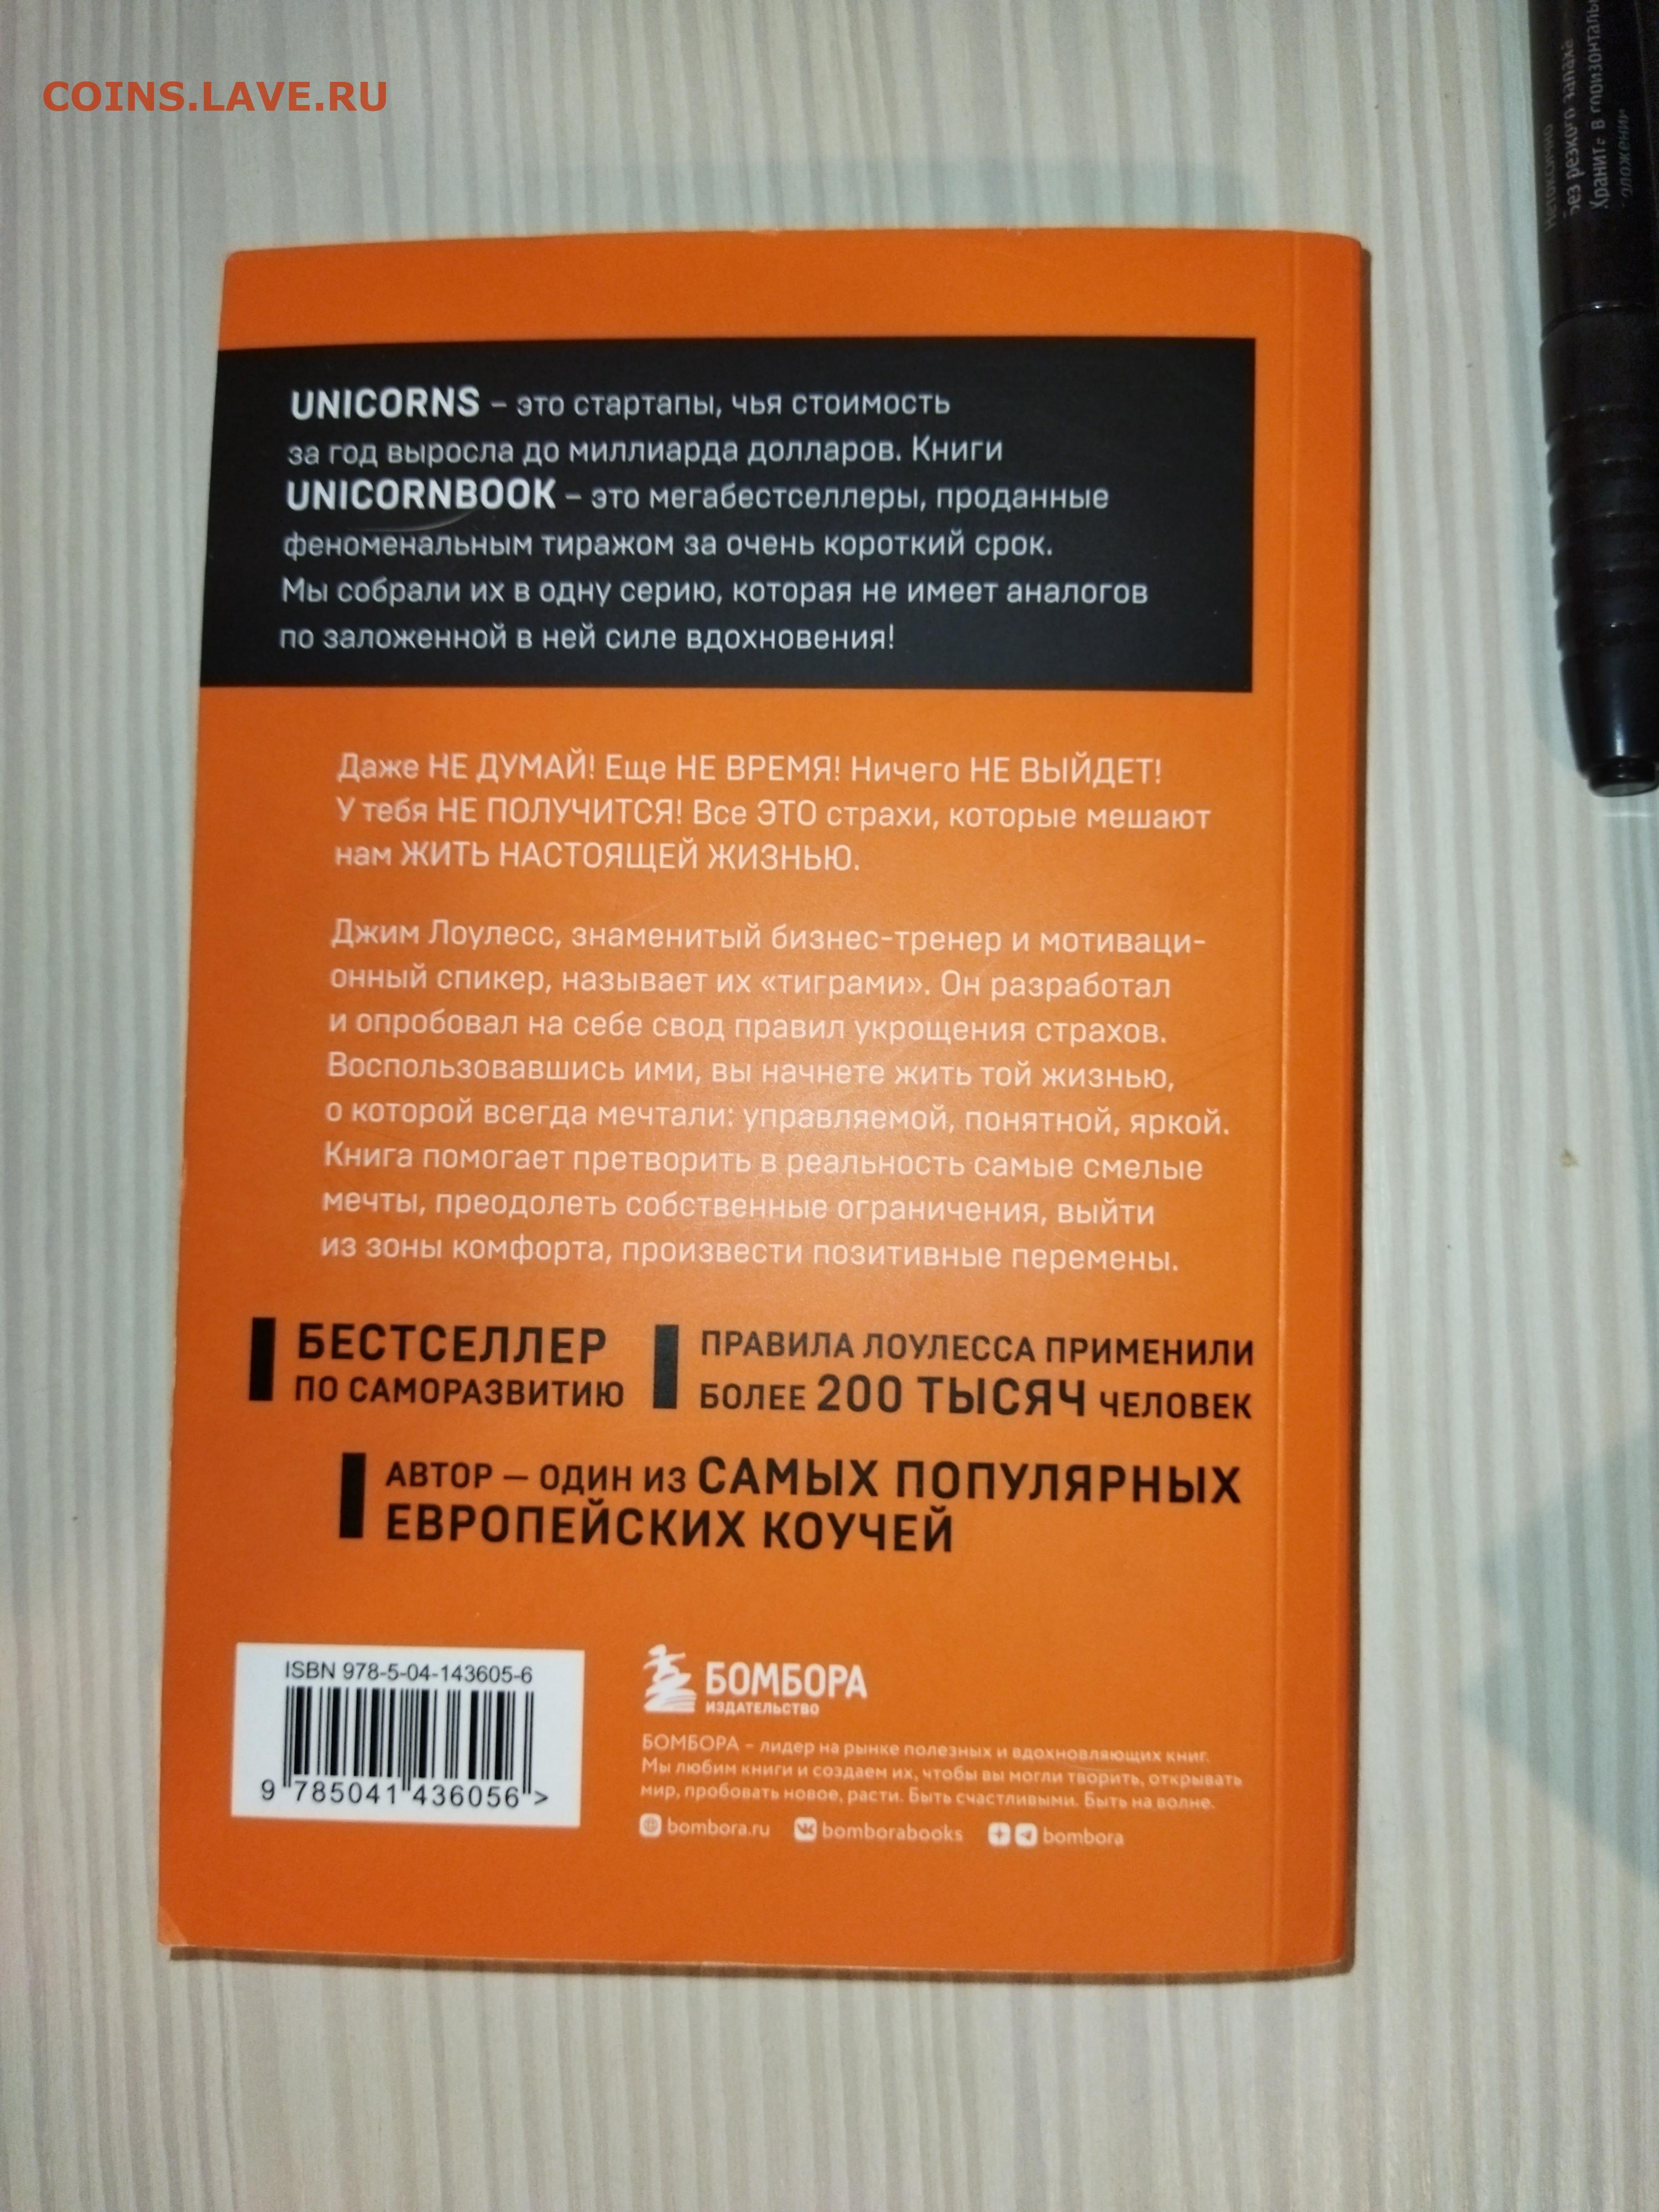 COINS.LAVE.RU
UNICORNS – это стартапы, чья стоимость
за год выросла до миллиарда долларов. Книги
UNICORNBOOK – это мегабестселлеры, проданные
феноменальным тиражом за очень короткий срок.
Мы собрали их в одну серию, которая не имеет аналогов
по заложенной в ней силе вдохновения!
Даже НЕ ДУМАЙ! Еще НЕ ВРЕМЯ! Ничего НЕ ВЫЙДЕТ!
У тебя НЕ ПОЛУЧИТСЯ! Все ЭТО страхи, которые мешают
нам ЖИТЬ НАСТОЯЩЕЙ ЖИЗНЬЮ.
Джим Лоулесс, знаменитый бизнес-тренер и мотиваци-
онный спикер, называет их «тиграми». Он разработал
и опробовал на себе свод правил укрощения страхов.
Воспользовавшись ими, вы начнете жить той жизнью,
о которой всегда мечтали: управляемой, понятной, яркой.
Книга помогает претворить в реальность самые смелые
мечты, преодолеть собственные ограничения, выйти
из зоны комфорта, произвести позитивные перемены.
БЕСТСЕЛЛЕР
ПО САМОРАЗВИТИЮ
ПРАВИЛА ЛОУЛЕССА ПРИМЕНИЛИ
БОЛЕЕ 200 ТЫСЯЧ ЧЕЛОВЕК
АВТОР — ОДИН ИЗ САМЫХ ПОПУЛЯРНЫХ
ЕВРОПЕЙСКИХ КОУЧЕЙ
ISBN 978-5-04-143605-6
9 785041 436056 >
БОМБОРА
ИЗДАТЕЛЬСТВО
БОМБОРА – лидер на рынке полезных и вдохновляющих книг.
Мы любим книги и создаем их, чтобы вы могли творить, открывать
мир, пробовать новое, расти. Быть счастливыми. Быть на волне.
bombora.ru bomborabooks bombora
резкого запаха
Хранить в